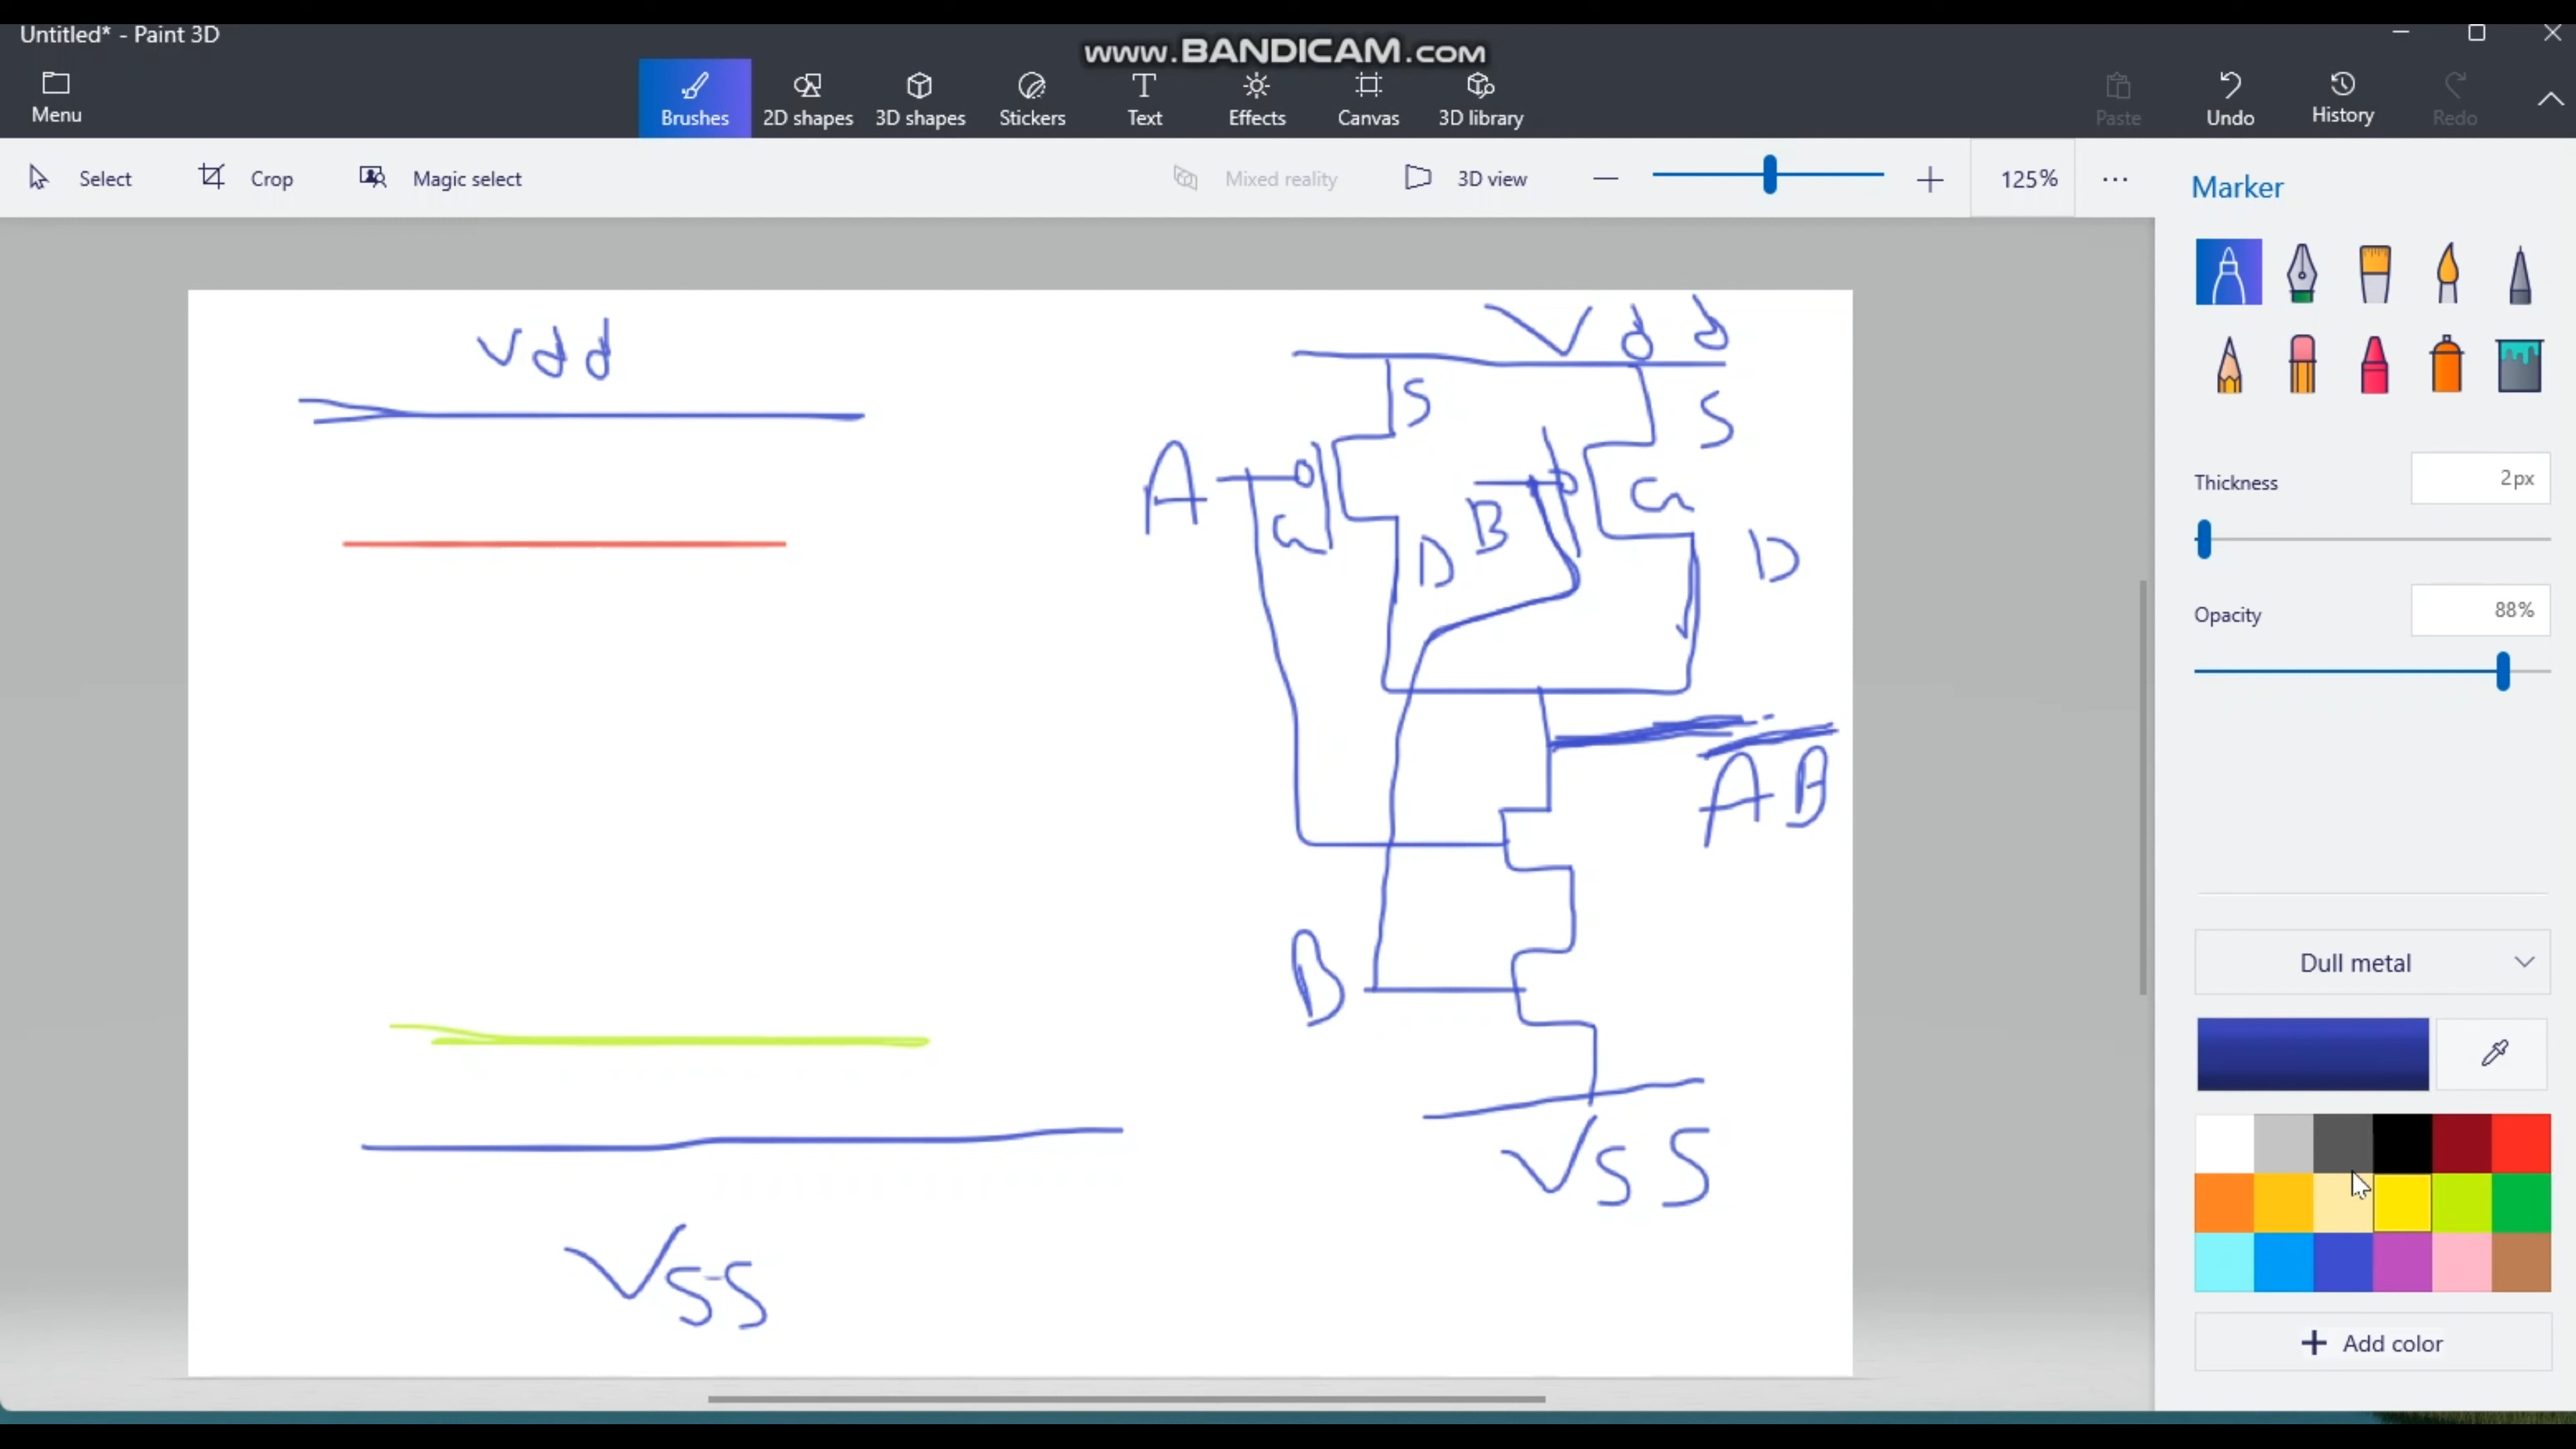 Untitled* - Paint 3D
www.BANDICAM.com
Menu
Brushes
2D shapes
3D shapes
Stickers
Text
Effects
Canvas
3D library
Paste
Undo
History
Redo
Select
Crop
Magic select
Mixed reality
3D view
125%
Marker
Thickness
2px
Opacity
88%
Dull metal
Add color
Vdd
Vdd
S
S
A
G
D
B
G
D
AB
B
Vss
VSS